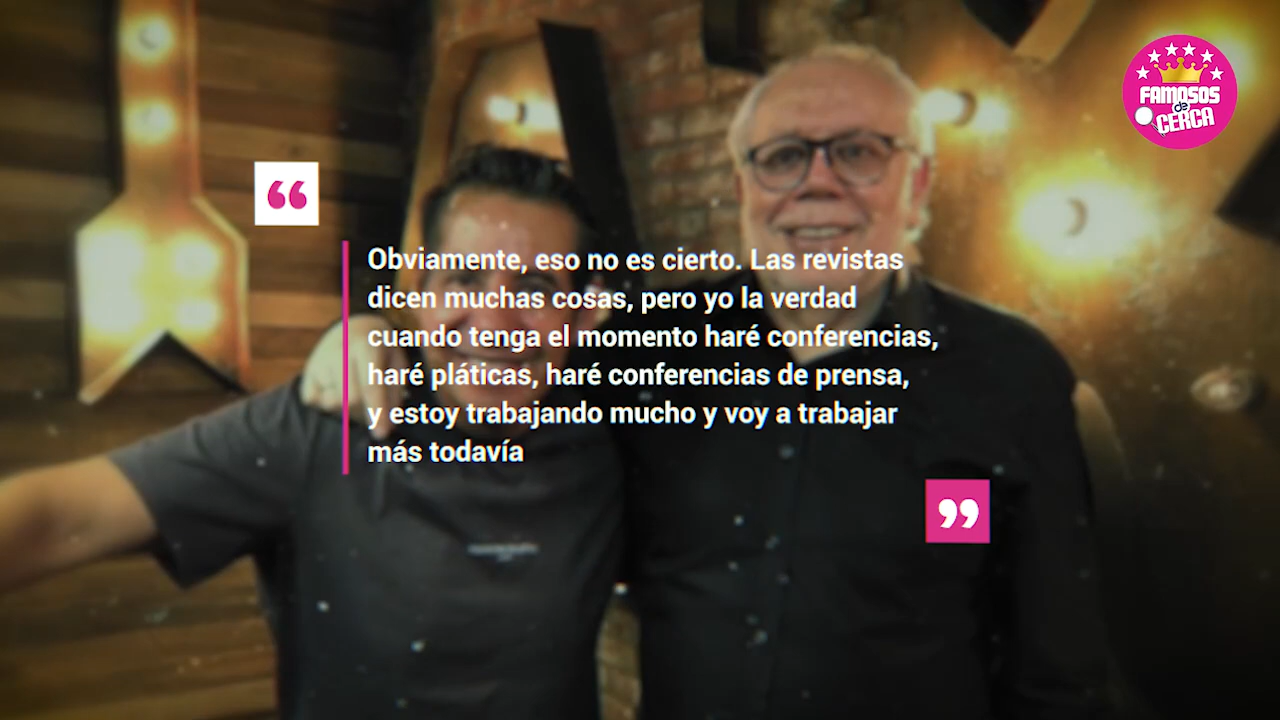 FAMOSOS
de
CERCA
“
Obviamente, eso no es cierto. Las revistas
dicen muchas cosas, pero yo la verdad
cuando tenga el momento haré conferencias,
haré pláticas, haré conferencias de prensa,
y estoy trabajando mucho y voy a trabajar
más todavía
”